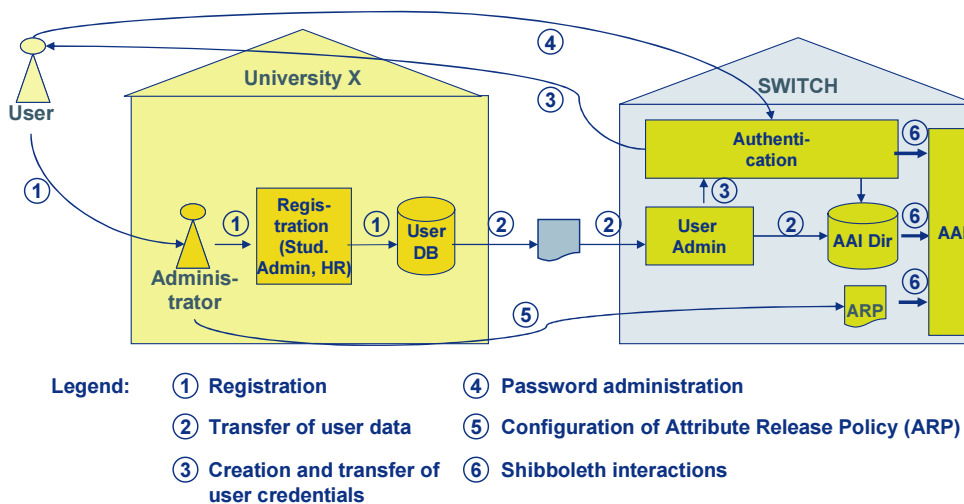 User
University X
SWITCH
4
3
6
1
Authenti-
cation
3
1
Regis-
tration
(Stud.
Admin, HR)
1
User
DB
2
2
User
Admin
2
AAI Dir
6
AAI
Adminis-
trator
6
5
ARP
Legend:
1 Registration
4 Password administration
2 Transfer of user data
5 Configuration of Attribute Release Policy (ARP)
3 Creation and transfer of
user credentials
6 Shibboleth interactions